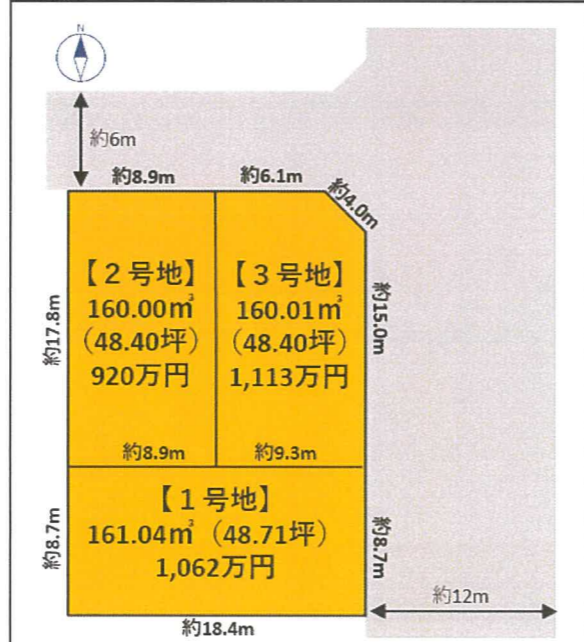 N
約6m
約8.9m
約6.1m
約4.0m
【２号地】
160.00㎡
（48.40坪）
920万円
【３号地】
160.01㎡
（48.40坪）
1,113万円
約17.8m
約15.0m
約8.9m
約9.3m
【１号地】
161.04㎡（48.71坪）
1,062万円
約8.7m
約8.7m
約12m
約18.4m